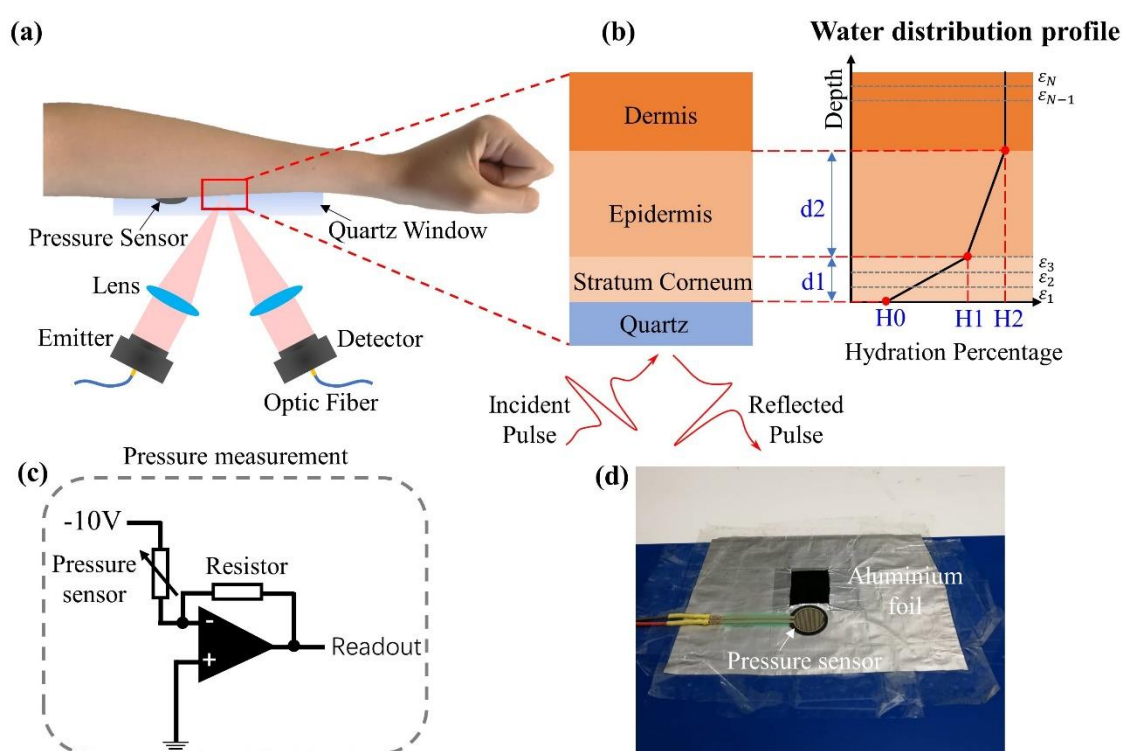 (a)
Pressure Sensor
Quartz Window
Lens
Emitter
Detector
Optic Fiber
(b)
Water distribution profile
Dermis
Epidermis
Stratum Corneum
Quartz
d2
d1
Depth
ε_N
ε_{N−1}
ε_3
ε_2
ε_1
H0
H1
H2
Hydration Percentage
Incident
Pulse
Reflected
Pulse
(c)
Pressure measurement
-10V
Pressure
sensor
Resistor
-
+
Readout
(d)
Aluminium
foil
Pressure sensor